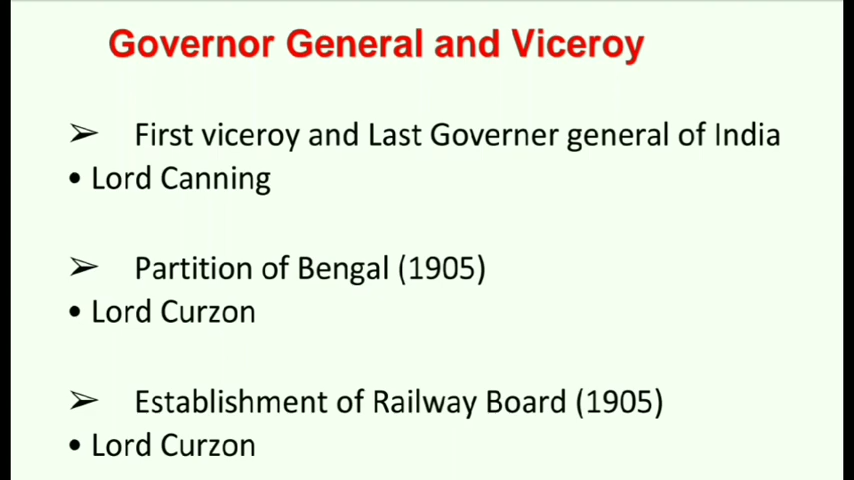 Governor General and Viceroy
➢ First viceroy and Last Governer general of India
• Lord Canning
➢ Partition of Bengal (1905)
• Lord Curzon
➢ Establishment of Railway Board (1905)
• Lord Curzon